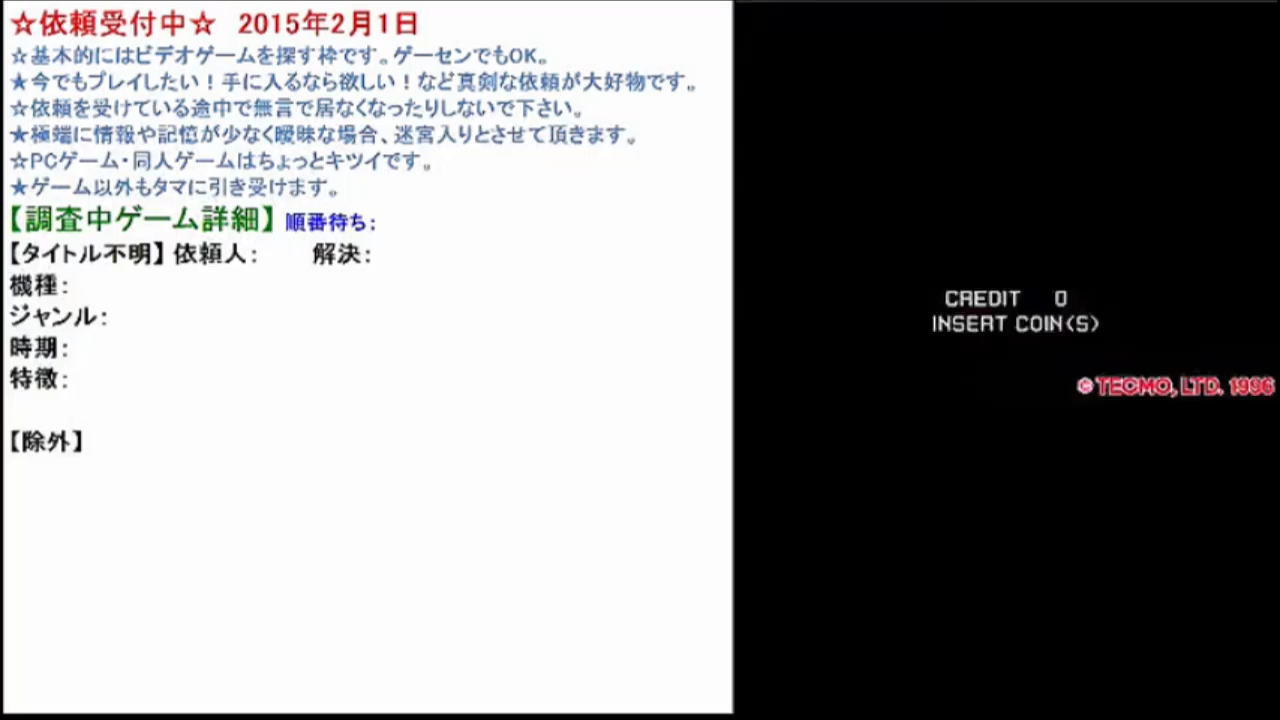 ☆依頼受付中☆ 2015年2月1日
☆基本的にはビデオゲームを探す枠です。ゲーセンでもOK。
★今でもプレイしたい！手に入るなら欲しい！など真剣な依頼が大好物です。
☆依頼を受けている途中で無言で居なくなったりしないで下さい。
★極端に情報や記憶が少なく曖昧な場合、迷宮入りとさせて頂きます。
☆PCゲーム・同人ゲームはちょっとキツイです。
★ゲーム以外もタマに引き受けます。
【調査中ゲーム詳細】 順番待ち：
【タイトル不明】 依頼人： 解決：
機種：
ジャンル：
時期：
特徴：
【除外】
CREDIT 0
INSERT COIN(S)
© TECMO, LTD. 1996